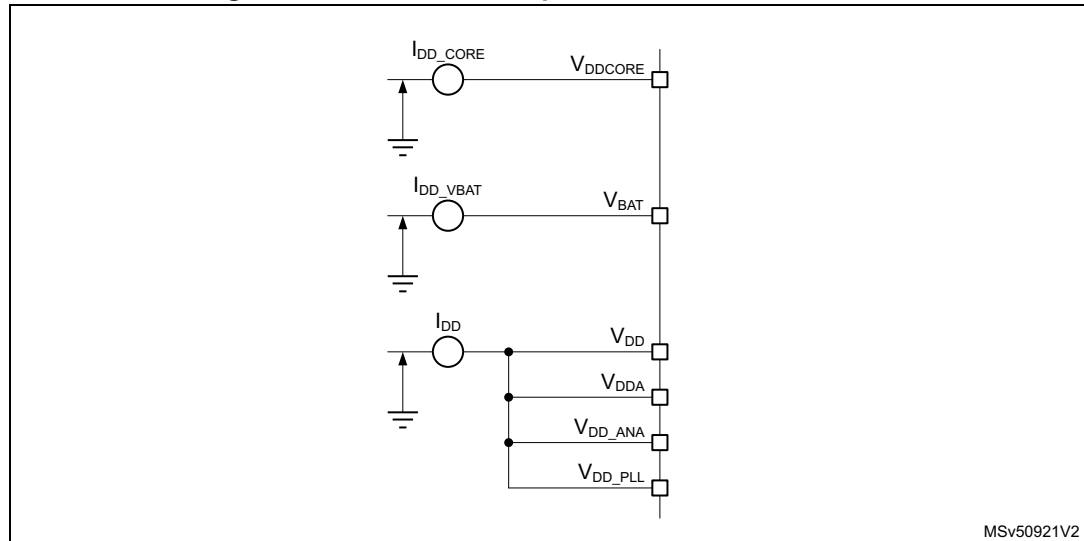 I_DD_CORE
V_DDCORE
I_DD_VBAT
V_BAT
I_DD
V_DD
V_DDA
V_DD_ANA
V_DD_PLL
MSv50921V2